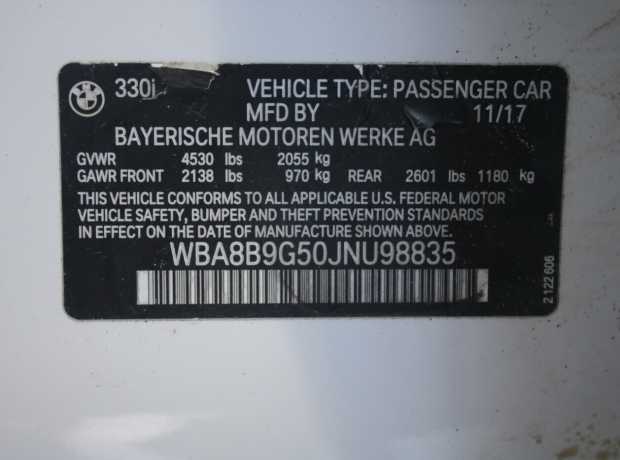 330i VEHICLE TYPE: PASSENGER CAR
MFD BY 11/17
BAYERISCHE MOTOREN WERKE AG
GVWR 4530 lbs 2055 kg
GAWR FRONT 2138 lbs 970 kg REAR 2601 lbs 1180 kg
THIS VEHICLE CONFORMS TO ALL APPLICABLE U.S. FEDERAL MOTOR
VEHICLE SAFETY, BUMPER AND THEFT PREVENTION STANDARDS
IN EFFECT ON THE DATE OF MANUFACTURE SHOWN ABOVE.
WBA8B9G50JNU98835
2 122 606